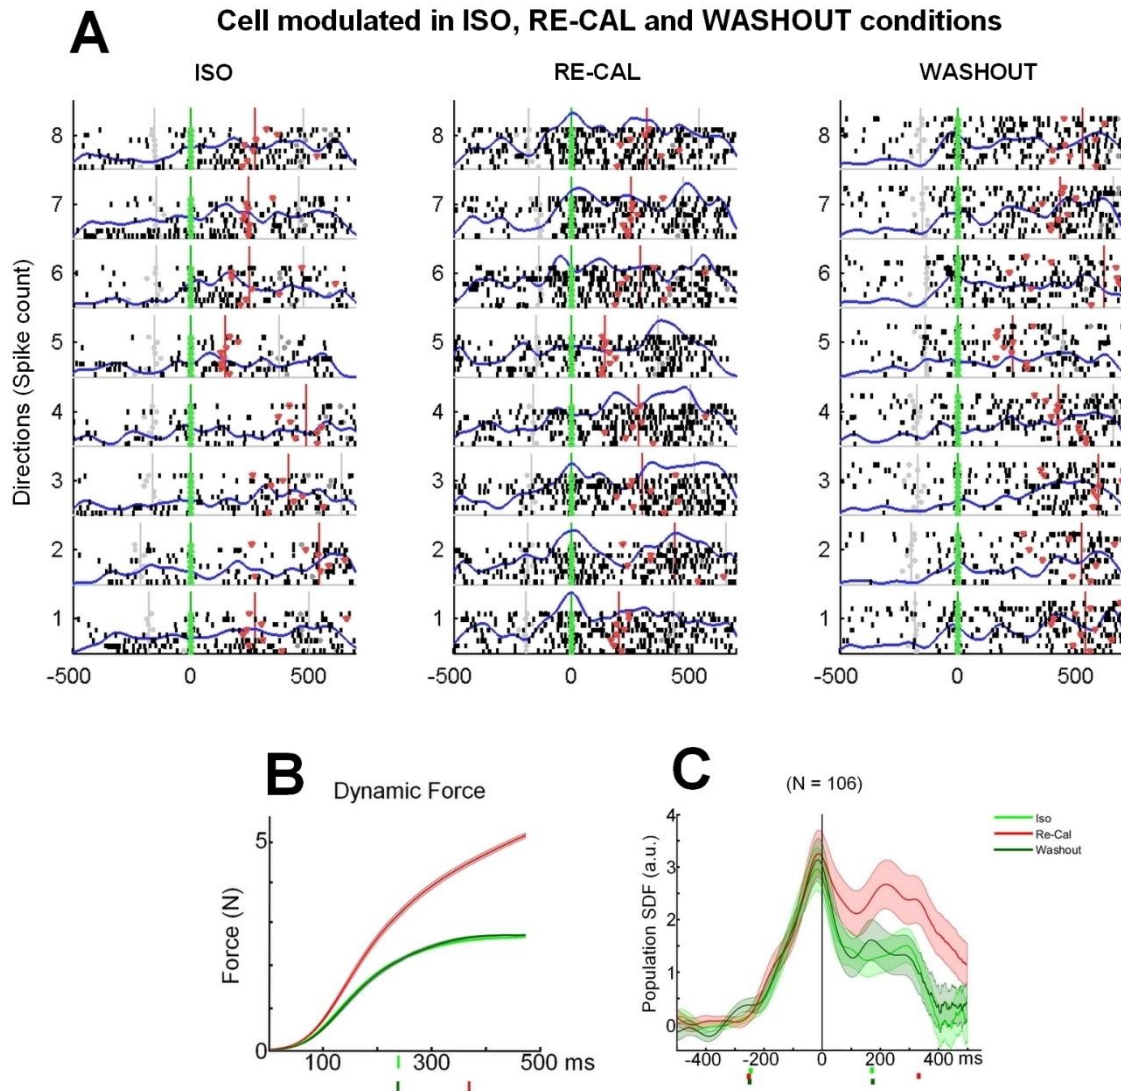 A
Cell modulated in ISO, RE-CAL and WASHOUT conditions
ISO RE-CAL WASHOUT
Directions (Spike count)
8 8 8
7 7 7
6 6 6
5 5 5
4 4 4
3 3 3
2 2 2
1 1 1
-500 0 500 -500 0 500 -500 0 500
B
Dynamic Force
Force (N)
5
0
100 300 500 ms
C
(N = 106)
Population SDF (a.u.)
4
3
2
1
0
-400 -200 0 200 400 ms
Iso
Re-Cal
Washout